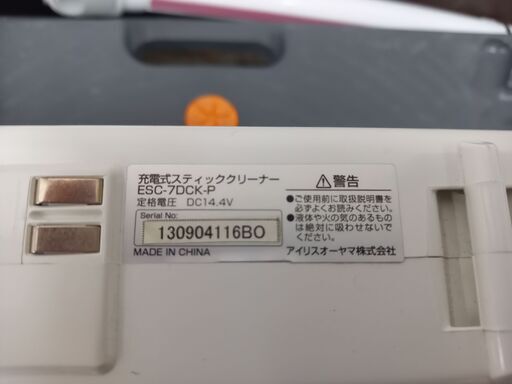 充電式スティッククリーナー
ESC-7DCK-P
定格電圧 DC14.4V
Serial No:
130904116BO
MADE IN CHINA
⚠警告
●ご使用前に取扱説明書を
必ずよくお読みください。
●液体や火の気のあるもの
は絶対に吸わせないで
ください。
アイリスオーヤマ株式会社